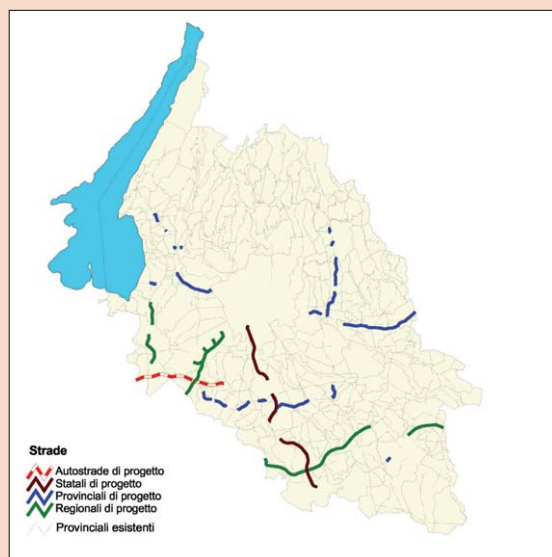 Strade
Autostrade di progetto
Statali di progetto
Provinciali di progetto
Regionali di progetto
Provinciali esistenti